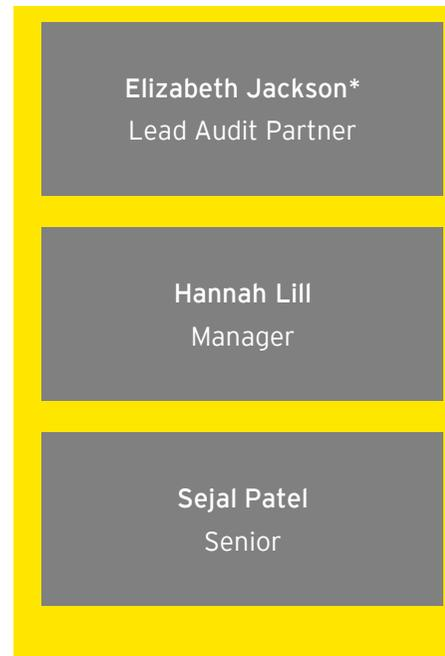 Elizabeth Jackson*
Lead Audit Partner
Hannah Lill
Manager
Sejal Patel
Senior